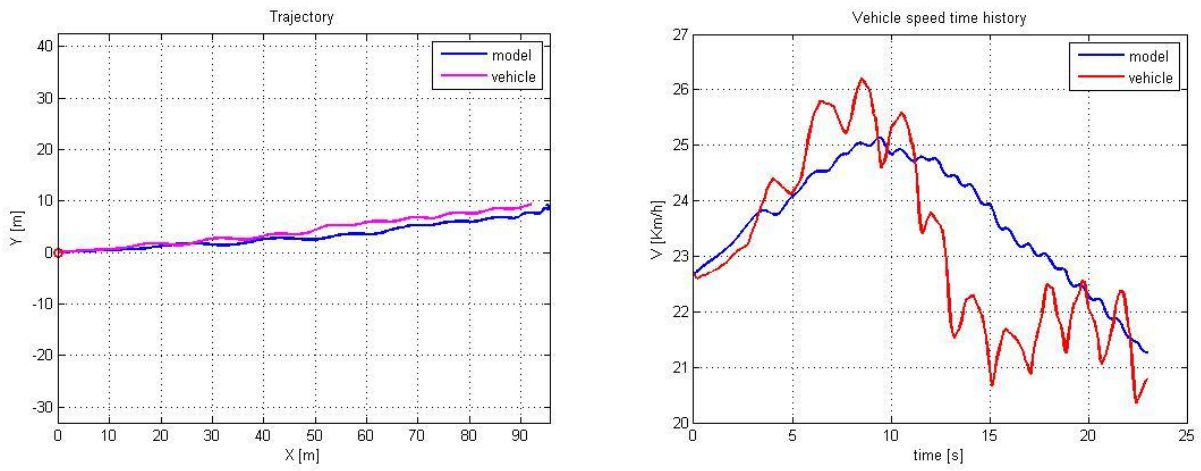 Trajectory
40
30
20
10
0
-10
-20
-30
Y [m]
0 10 20 30 40 50 60 70 80 90
X [m]
model
vehicle
Vehicle speed time history
27
26
25
24
23
22
21
20
V [Km/h]
0 5 10 15 20 25
time [s]
model
vehicle